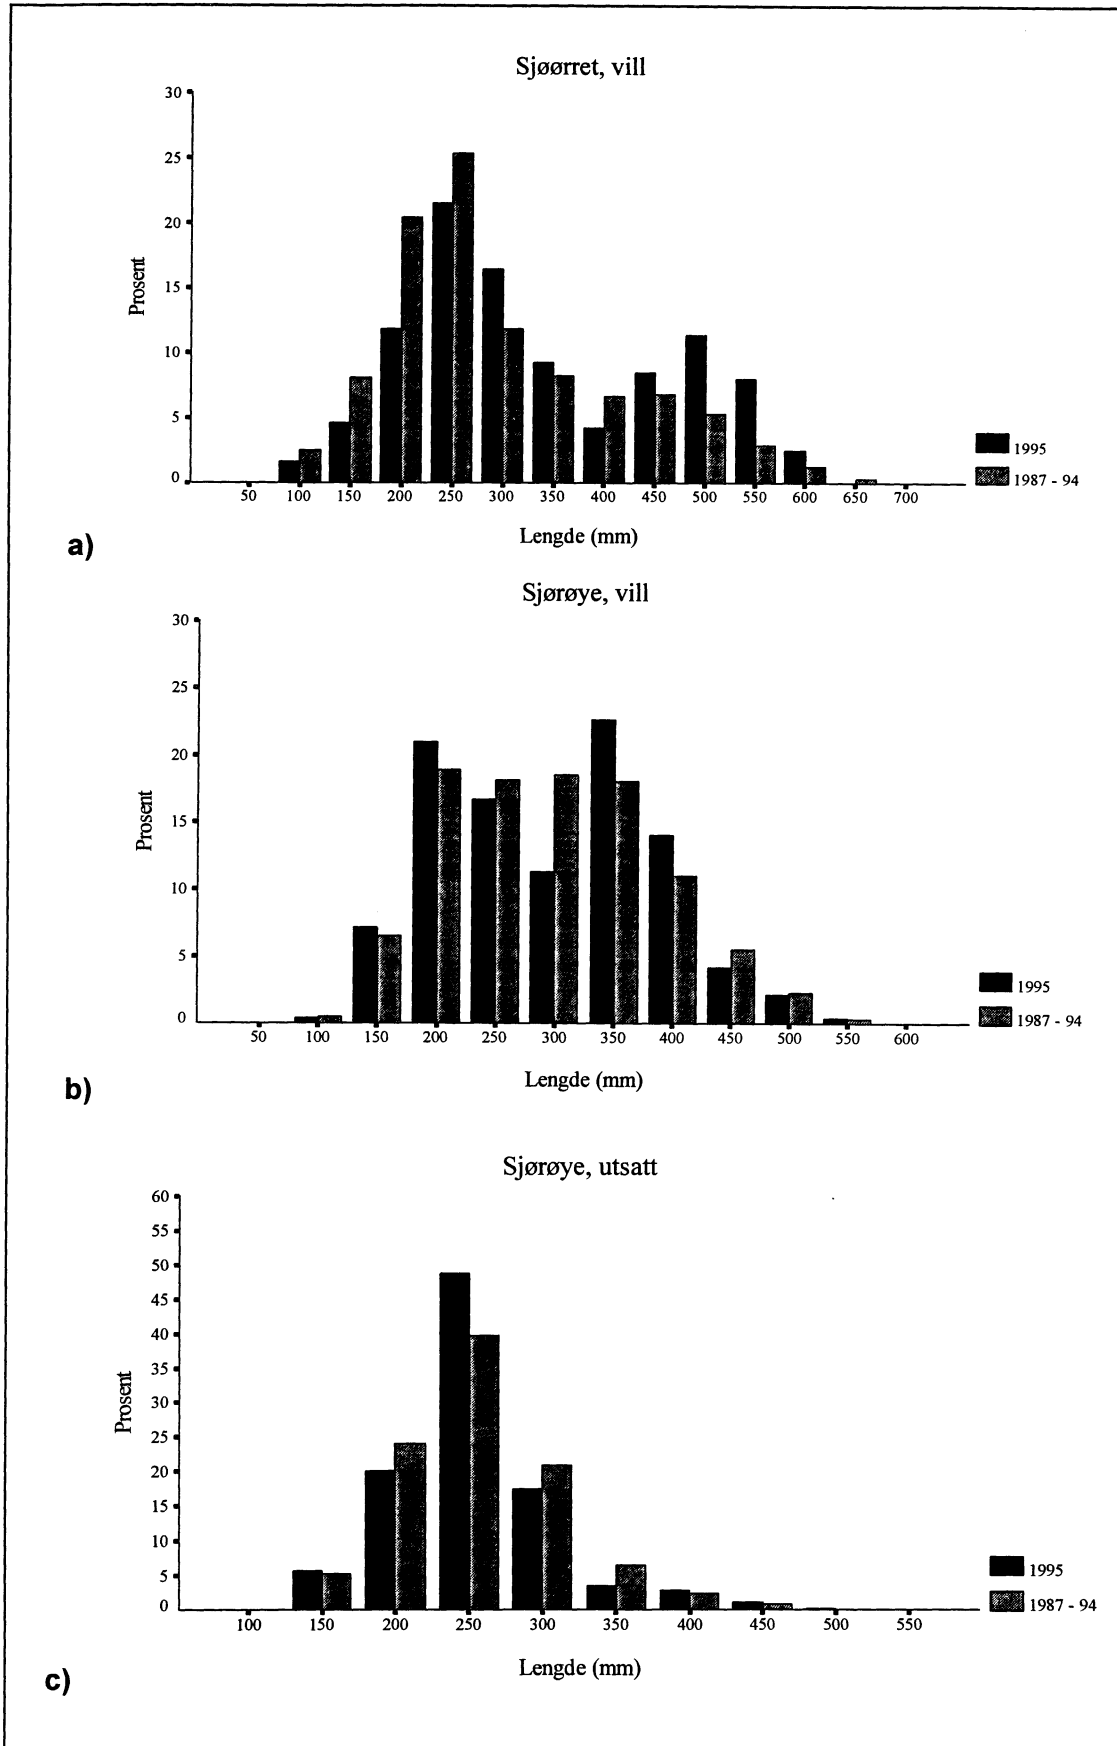 Sjøørret, vill
30
25
20
15
10
5
0
Prosent
50 100 150 200 250 300 350 400 450 500 550 600 650 700
Lengde (mm)
1995
1987 - 94
a)
Sjørøye, vill
30
25
20
15
10
5
0
Prosent
50 100 150 200 250 300 350 400 450 500 550 600
Lengde (mm)
1995
1987 - 94
b)
Sjørøye, utsatt
60
55
50
45
40
35
30
25
20
15
10
5
0
Prosent
100 150 200 250 300 350 400 450 500 550
Lengde (mm)
1995
1987 - 94
c)